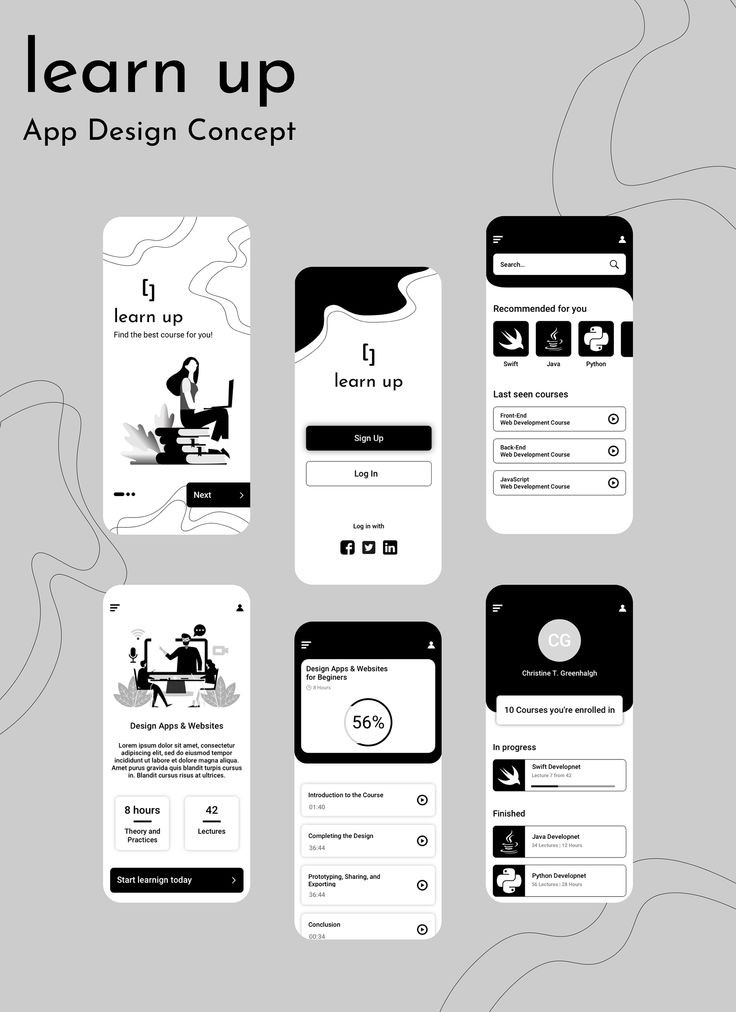 learn up
App Design Concept
learn up
Find the best course for you!
Next
learn up
Sign Up
Log In
Log in with
Search...
Recommended for you
Swift
Java
Python
Last seen courses
Front-End
Web Development Course
Back-End
Web Development Course
JavaScript
Web Development Course
Design Apps & Websites
Lorem ipsum dolor sit amet, consectetur
adipiscing elit, sed do eiusmod tempor
incididunt ut labore et dolore magna aliqua.
Amet purus gravida quis blandit turpis cursus
in. Blandit cursus risus at ultrices.
8 hours
Theory and
Practices
42
Lectures
Start learnign today
Design Apps & Websites
for Beginers
8 Hours
56%
Introduction to the Course
01:40
Completing the Design
36:44
Prototyping, Sharing, and
Exporting
36:44
Conclusion
00:34
CG
Christine T. Greenhalgh
10 Courses you're enrolled in
In progress
Swift Developnet
Lecture 7 from 42
Finished
Java Developnet
34 Lectures | 12 Hours
Python Developnet
56 Lectures | 28 Hours